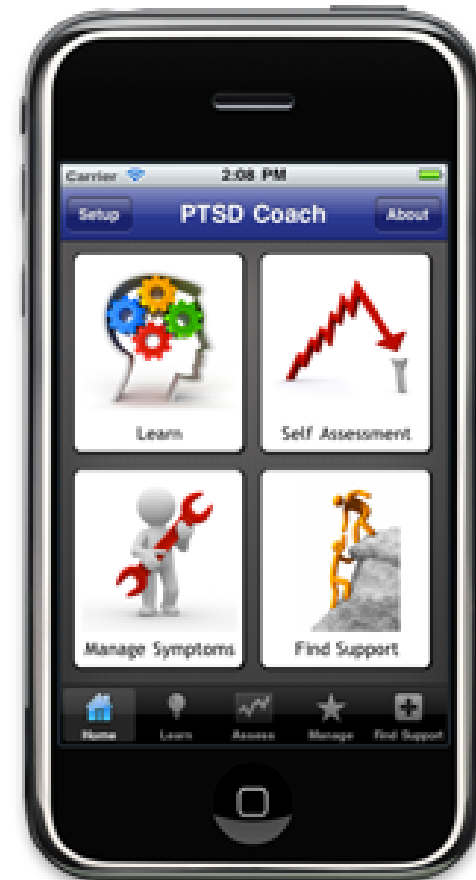 Carrier 2:08 PM
Setup PTSD Coach About
Learn Self Assessment
Manage Symptoms Find Support
Home Learn Assess Manage Find Support